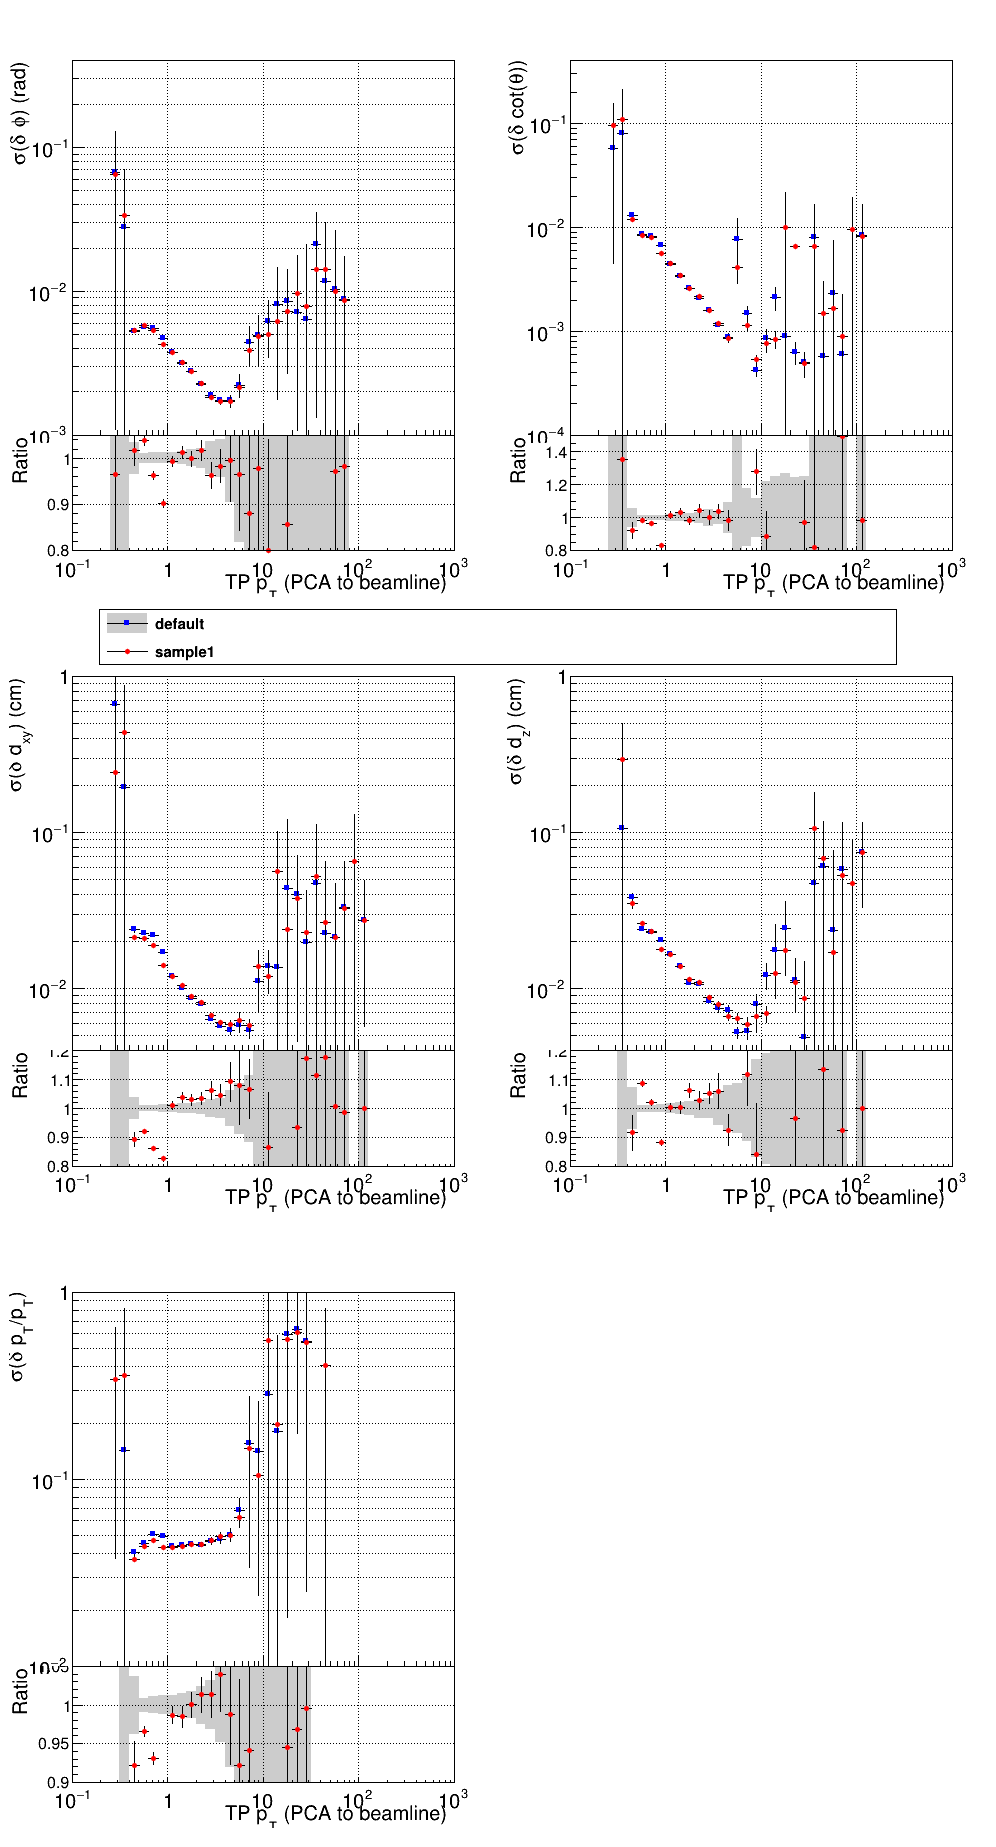 σ(δ φ) (rad)
10⁻¹
10⁻²
10⁻³
Ratio
1
0.9
0.8
10⁻¹ 1 10 10² 10³
TP p_T (PCA to beamline)
σ(δ cot(θ))
10⁻¹
10⁻²
10⁻³
10⁻⁴
Ratio
1.4
1.2
1
0.8
10⁻¹ 1 10 10² 10³
TP p_T (PCA to beamline)
default
sample1
σ(δ d_xy) (cm)
1
10⁻¹
10⁻²
Ratio
1.2
1.1
1
0.9
0.8
10⁻¹ 1 10 10² 10³
TP p_T (PCA to beamline)
σ(δ d_z) (cm)
1
10⁻¹
10⁻²
Ratio
1.2
1.1
1
0.9
0.8
10⁻¹ 1 10 10² 10³
TP p_T (PCA to beamline)
σ(δ p_T/p_T)
1
10⁻¹
Ratio
1
0.95
0.9
10⁻¹ 1 10 10² 10³
TP p_T (PCA to beamline)